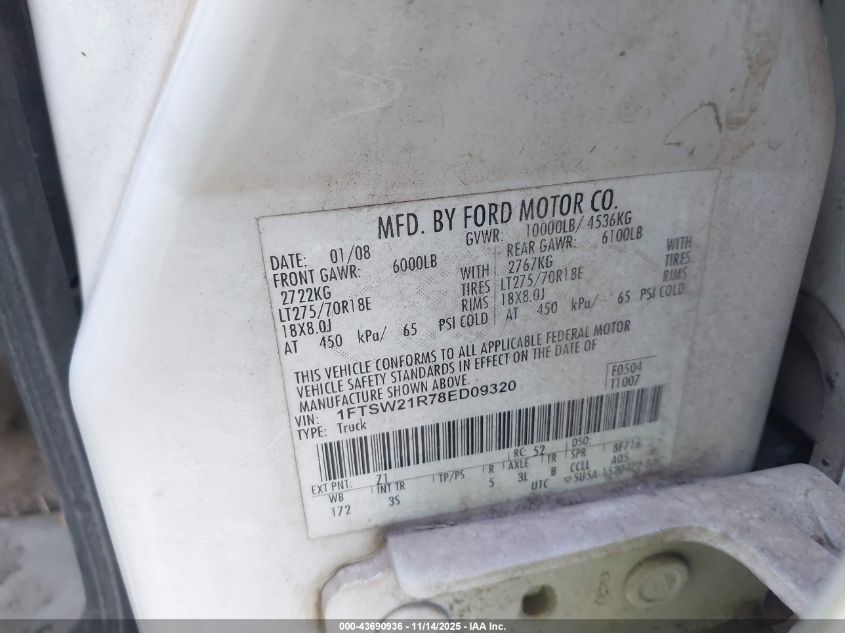 MFD. BY FORD MOTOR CO.
DATE: 01/08 GVWR: 10000LB/ 4536KG
FRONT GAWR: 6000LB REAR GAWR: 6100LB
2722KG WITH 2767KG WITH
LT275/70R18E TIRES LT275/70R18E TIRES
18X8.0J RIMS 18X8.0J RIMS
AT 450 kPa/ 65 PSI COLD AT 450 kPa/ 65 PSI COLD
THIS VEHICLE CONFORMS TO ALL APPLICABLE FEDERAL MOTOR
VEHICLE SAFETY STANDARDS IN EFFECT ON THE DATE OF
MANUFACTURE SHOWN ABOVE.
VIN: 1FTSW21R78ED09320
TYPE: Truck
F0504
T1007
EXT PNT: Z1 RC: 52 DSO:
WB INT TR TP/PS R AXLE TR SPR 8F716
172 3S 5 3L B CCLL A05
UTC
000-43690936 - 11/14/2025 - IAA Inc.